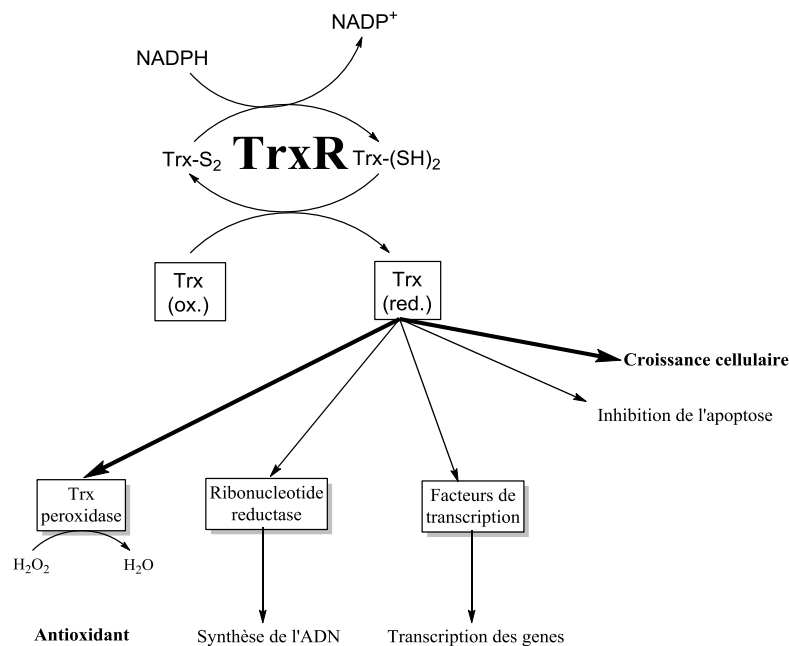 NADP+
NADPH
Trx-S2 TrxR Trx-(SH)2
Trx
(ox.)
Trx
(red.)
Croissance cellulaire
Inhibition de l'apoptose
Trx
peroxidase
Ribonucleotide
reductase
Facteurs de
transcription
H2O2
H2O
Antioxidant
Synthèse de l'ADN
Transcription des genes